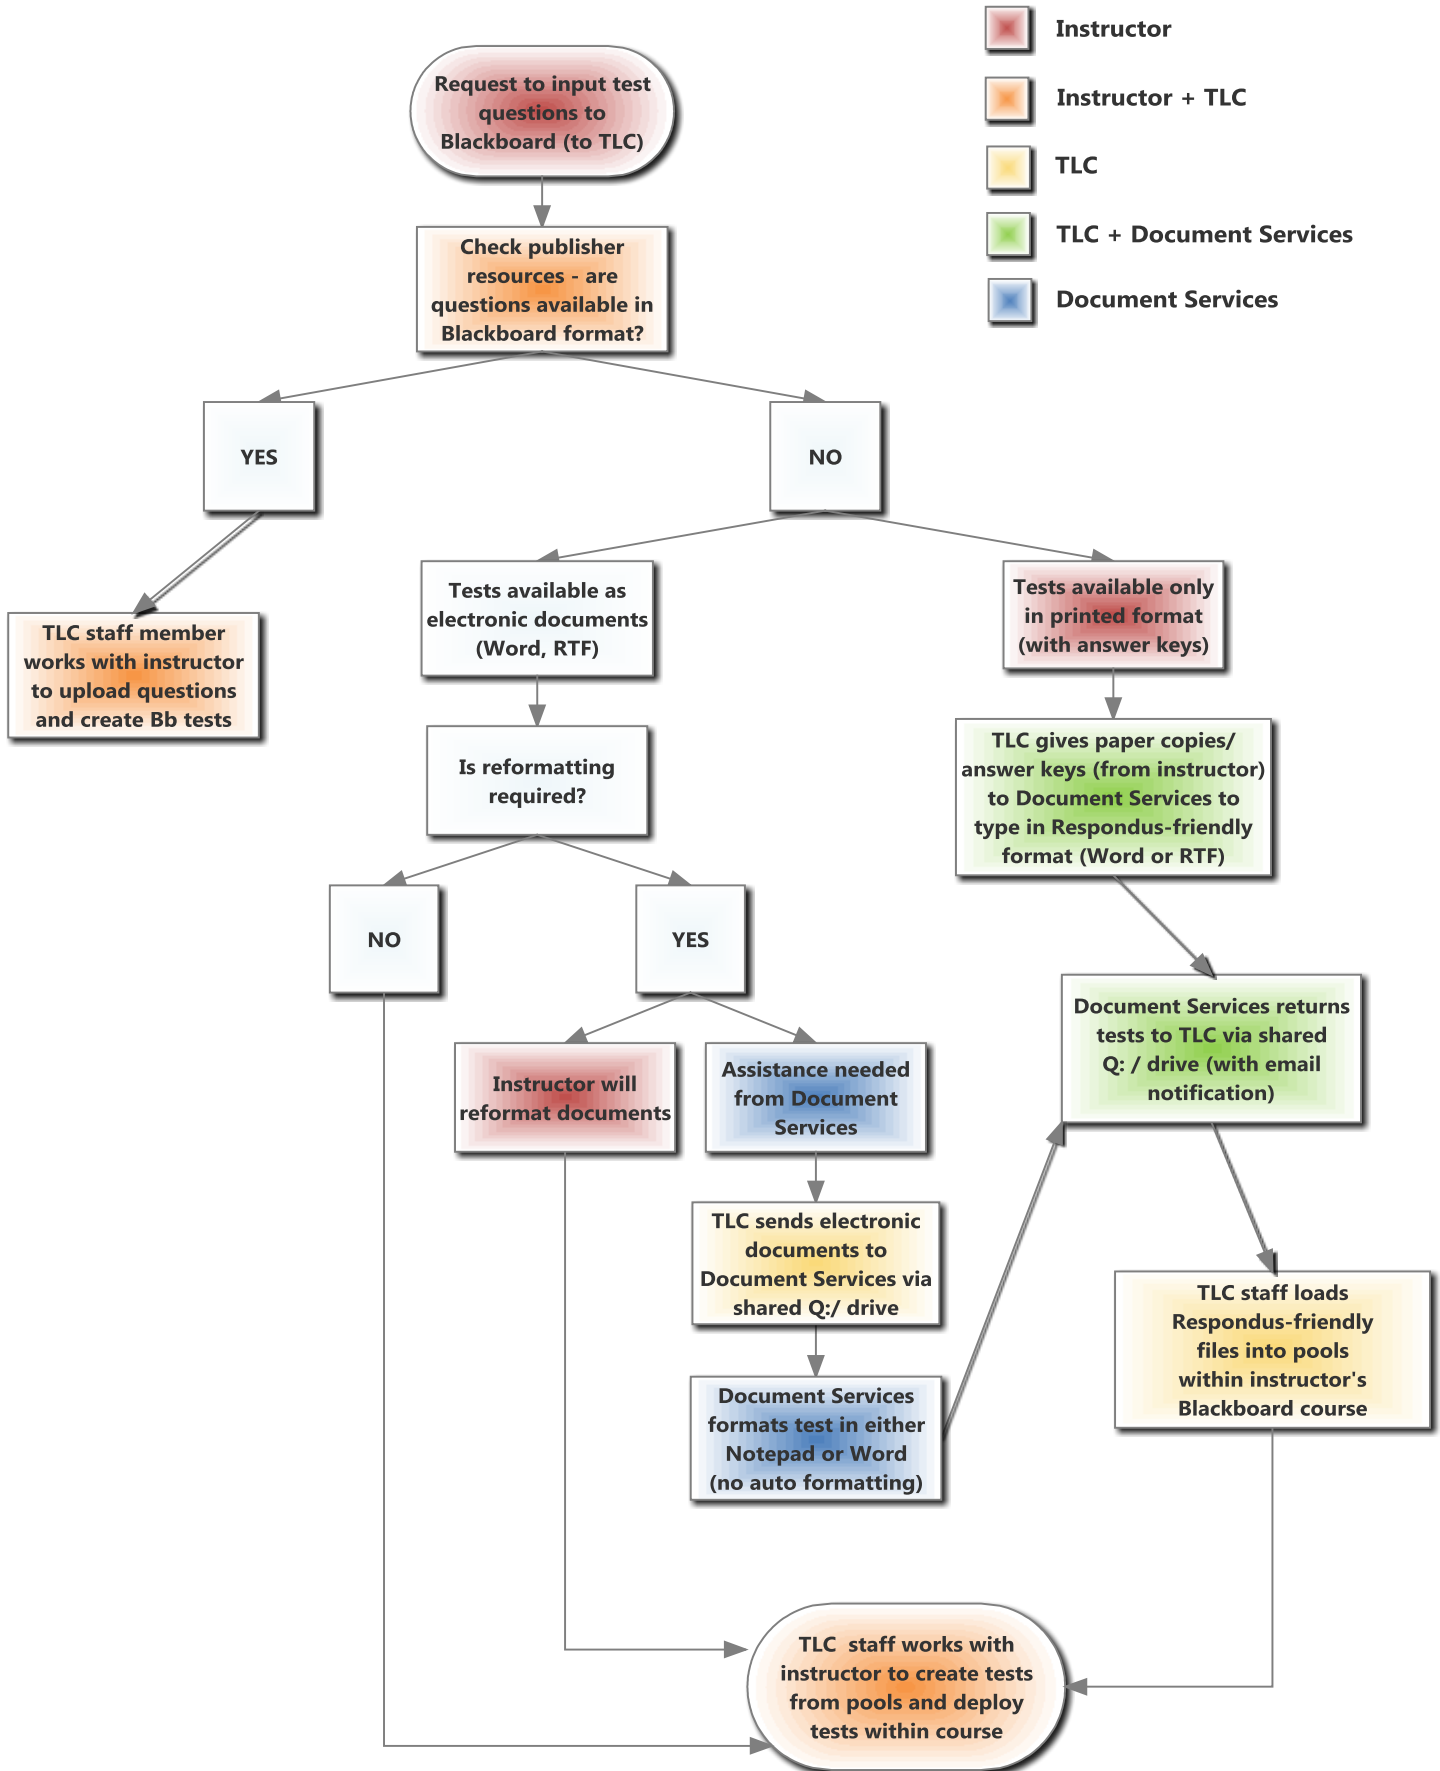 Instructor
Instructor + TLC
TLC
TLC + Document Services
Document Services
Request to input test
questions to
Blackboard (to TLC)
Check publisher
resources - are
questions available in
Blackboard format?
YES
NO
TLC staff member
works with instructor
to upload questions
and create Bb tests
Tests available as
electronic documents
(Word, RTF)
Tests available only
in printed format
(with answer keys)
Is reformatting
required?
TLC gives paper copies/
answer keys (from instructor)
to Document Services to
type in Respondus-friendly
format (Word or RTF)
NO
YES
Instructor will
reformat documents
Assistance needed
from Document
Services
Document Services returns
tests to TLC via shared
Q: / drive (with email
notification)
TLC sends electronic
documents to
Document Services via
shared Q:/ drive
Document Services
formats test in either
Notepad or Word
(no auto formatting)
TLC staff loads
Respondus-friendly
files into pools
within instructor's
Blackboard course
TLC  staff works with
instructor to create tests
from pools and deploy
tests within course